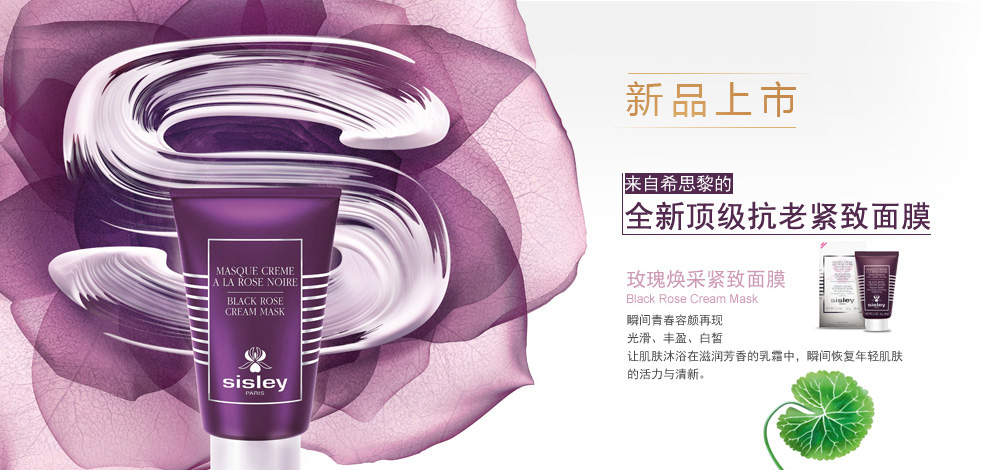 新品上市
来自希思黎的
全新顶级抗老紧致面膜
玫瑰焕采紧致面膜
Black Rose Cream Mask
瞬间青春容颜再现
光滑、丰盈、白皙
让肌肤沐浴在滋润芳香的乳霜中，瞬间恢复年轻肌肤
的活力与清新。
MASQUE CREME
A LA ROSE NOIRE
BLACK ROSE
CREAM MASK
sisley
PARIS
sisley
sisley